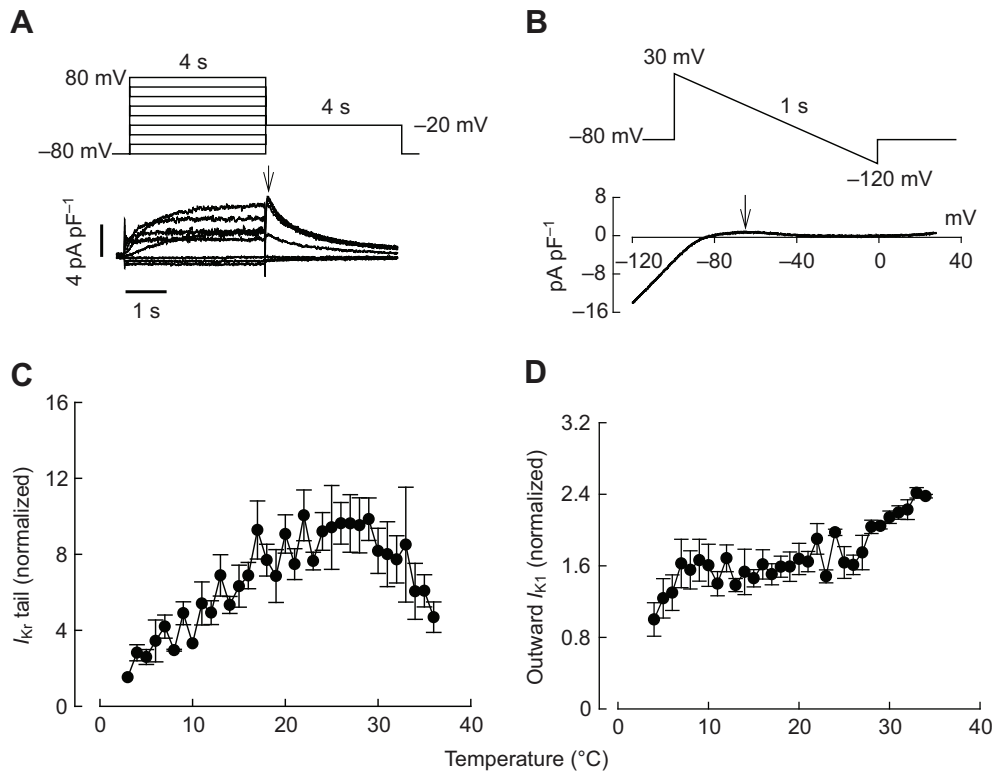 A
4 s
80 mV
4 s
–20 mV
–80 mV
4 pA pF–1
1 s
B
30 mV
1 s
–80 mV
–120 mV
8
0
–8
–16
pA pF–1
mV
–120
–80
–40
0
40
C
16
12
8
4
0
IKr tail (normalized)
0
10
20
30
40
D
3.2
2.4
1.6
0.8
0
Outward IK1 (normalized)
0
10
20
30
40
Temperature (°C)